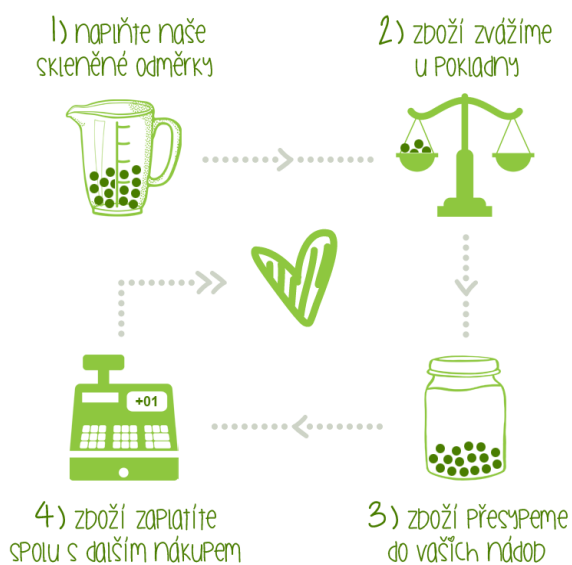 1) naplňte naše
skleněné odměrky
2) zboží zvážíme
u pokladny
+01
4) zboží zaplatíte
spolu s dalším nákupem
3) zboží přesypeme
do vašich nádob